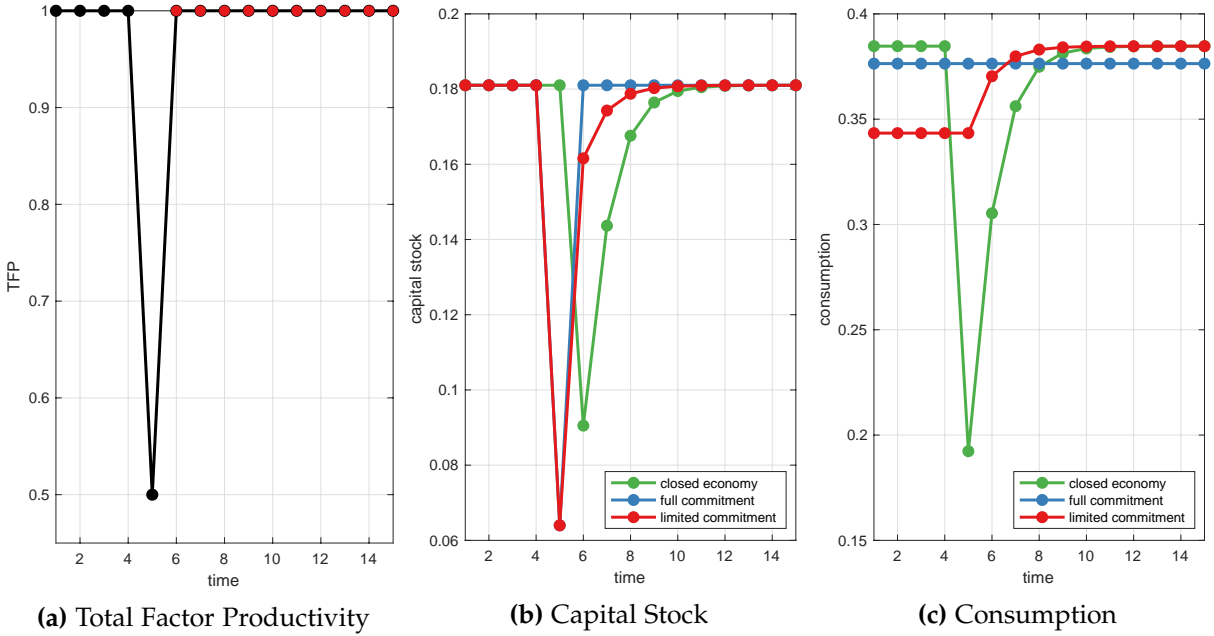 1
0.9
0.8
0.7
0.6
0.5
TFP
2 4 6 8 10 12 14
time
(a) Total Factor Productivity
0.2
0.18
0.16
0.14
0.12
0.1
0.08
0.06
capital stock
closed economy
full commitment
limited commitment
2 4 6 8 10 12 14
time
(b) Capital Stock
0.4
0.35
0.3
0.25
0.2
0.15
consumption
closed economy
full commitment
limited commitment
2 4 6 8 10 12 14
time
(c) Consumption